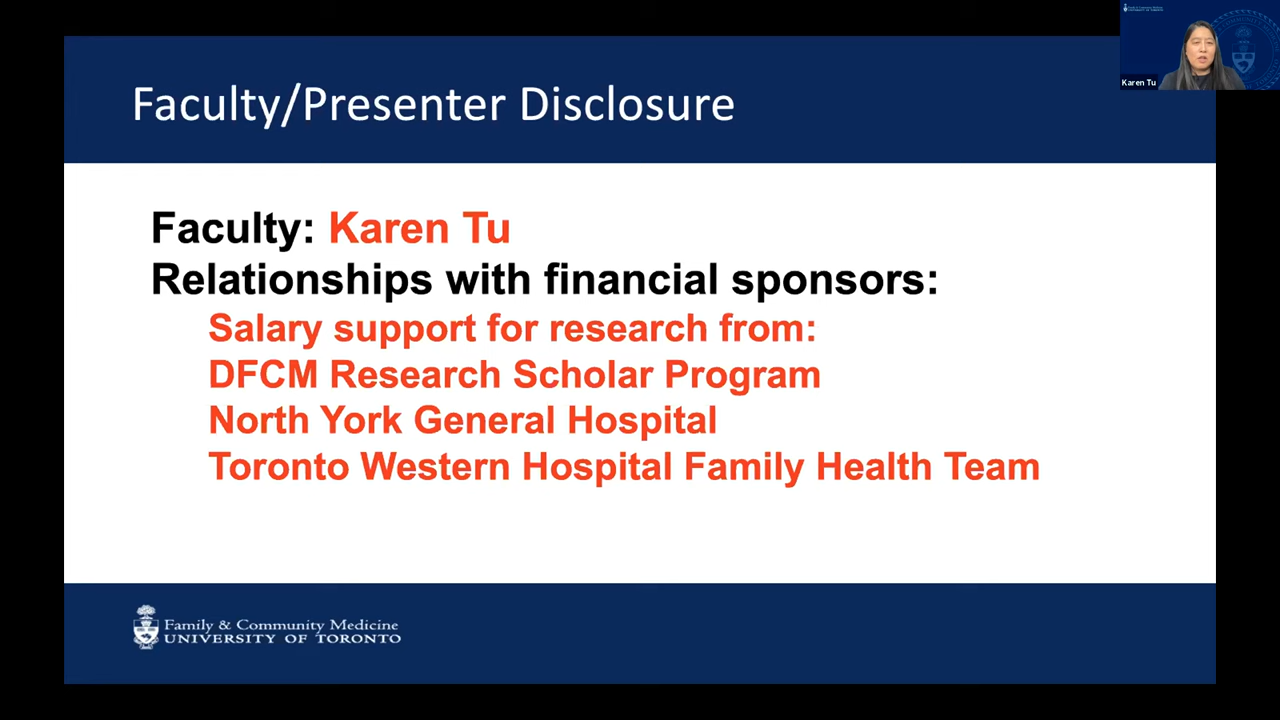 Faculty/Presenter Disclosure
Karen Tu
Faculty: Karen Tu
Relationships with financial sponsors:
Salary support for research from:
DFCM Research Scholar Program
North York General Hospital
Toronto Western Hospital Family Health Team
Family & Community Medicine
UNIVERSITY OF TORONTO